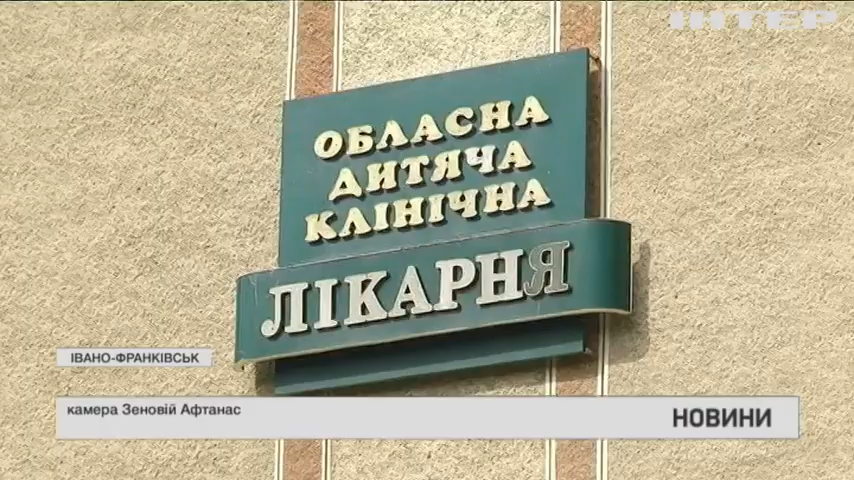 ІНТЕР
ОБЛАСНА
ДИТЯЧА
КЛІНІЧНА
ЛІКАРНЯ
ІВАНО-ФРАНКІВСЬК
камера Зеновій Афтанас
НОВИНИ